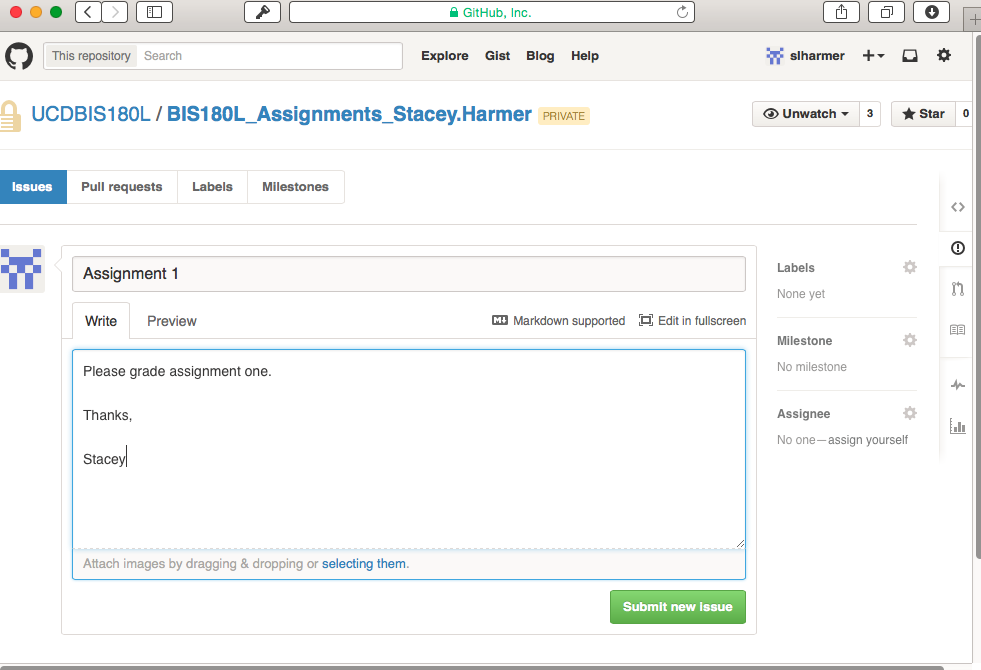 GitHub, Inc.
This repository Search Explore Gist Blog Help slharmer
UCDBIS180L / BIS180L_Assignments_Stacey.Harmer PRIVATE Unwatch 3 Star 0
Issues Pull requests Labels Milestones
Assignment 1
Write Preview Markdown supported Edit in fullscreen
Please grade assignment one.
Thanks,
Stacey
Attach images by dragging & dropping or selecting them.
Submit new issue
Labels
None yet
Milestone
No milestone
Assignee
No one—assign yourself